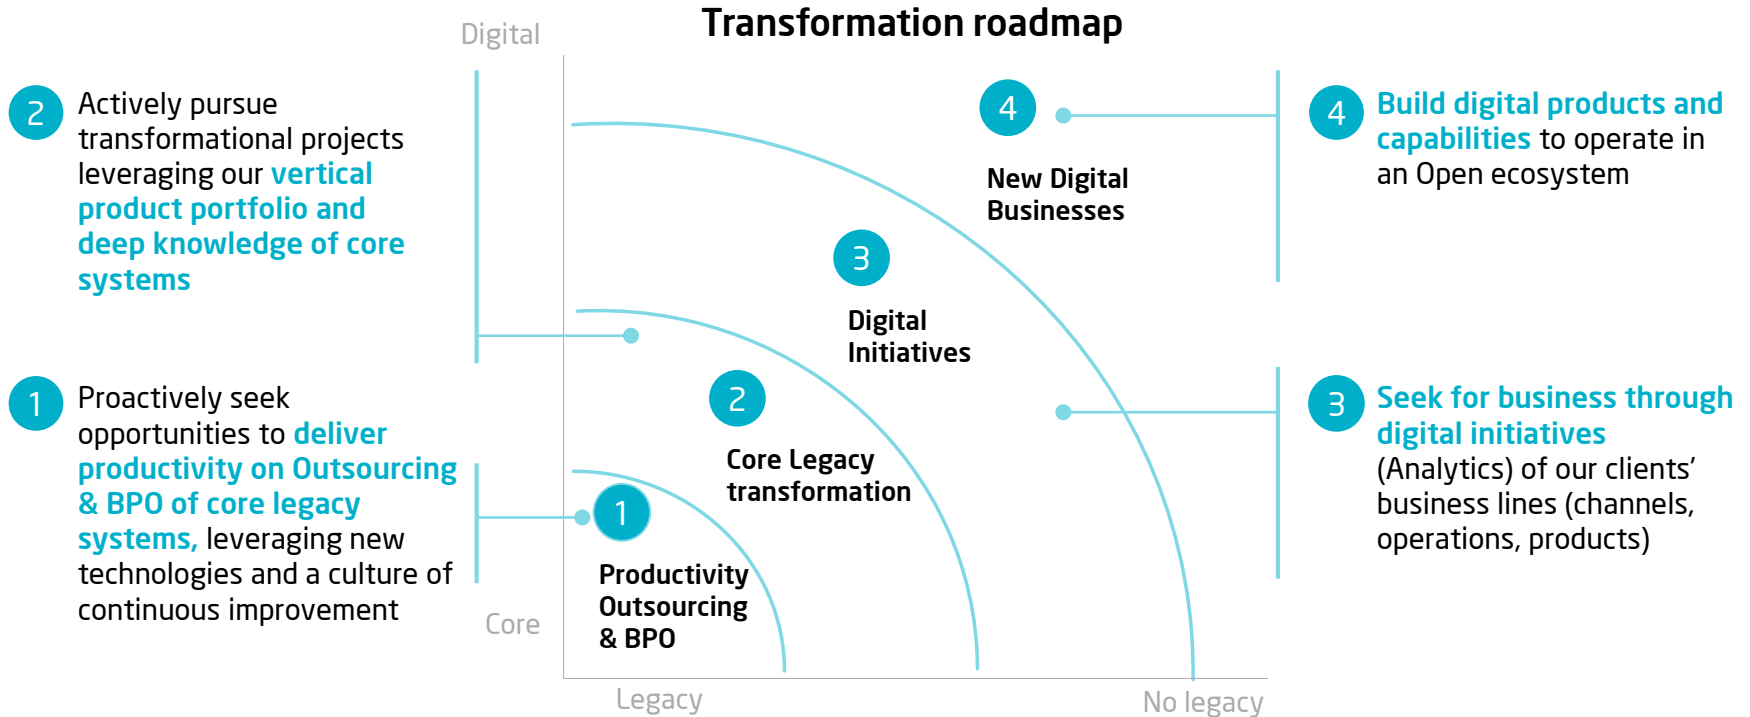 Transformation roadmap
Digital
2
Actively pursue
transformational projects
leveraging our vertical
product portfolio and
deep knowledge of core
systems
1
Proactively seek
opportunities to deliver
productivity on Outsourcing
& BPO of core legacy
systems, leveraging new
technologies and a culture of
continuous improvement
Core
4
New Digital
Businesses
3
Digital
Initiatives
2
Core Legacy
transformation
1
Productivity
Outsourcing
& BPO
Legacy
No legacy
4
Build digital products and
capabilities to operate in
an Open ecosystem
3
Seek for business through
digital initiatives
(Analytics) of our clients’
business lines (channels,
operations, products)